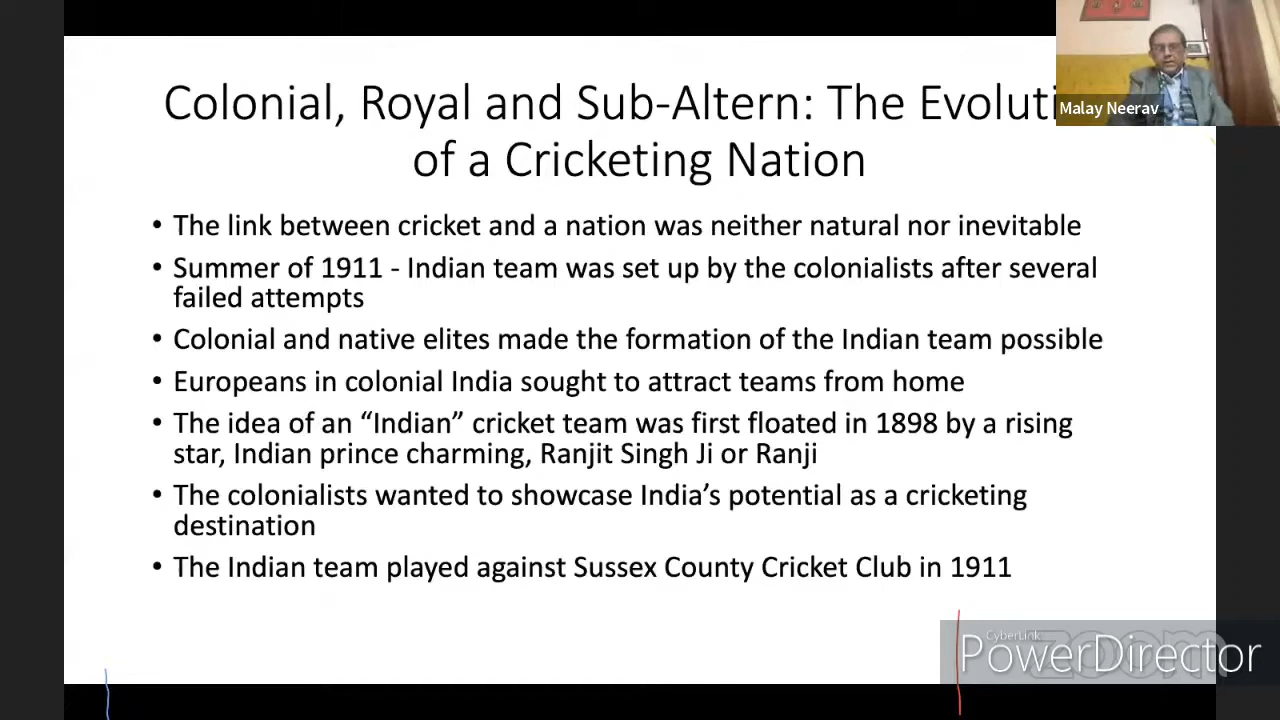 Colonial, Royal and Sub-Altern: The Evoluti
of a Cricketing Nation
Malay Neerav
• The link between cricket and a nation was neither natural nor inevitable
• Summer of 1911 - Indian team was set up by the colonialists after several
failed attempts
• Colonial and native elites made the formation of the Indian team possible
• Europeans in colonial India sought to attract teams from home
• The idea of an “Indian” cricket team was first floated in 1898 by a rising
star, Indian prince charming, Ranjit Singh Ji or Ranji
• The colonialists wanted to showcase India’s potential as a cricketing
destination
• The Indian team played against Sussex County Cricket Club in 1911
CyberLink
zoom
PowerDirector